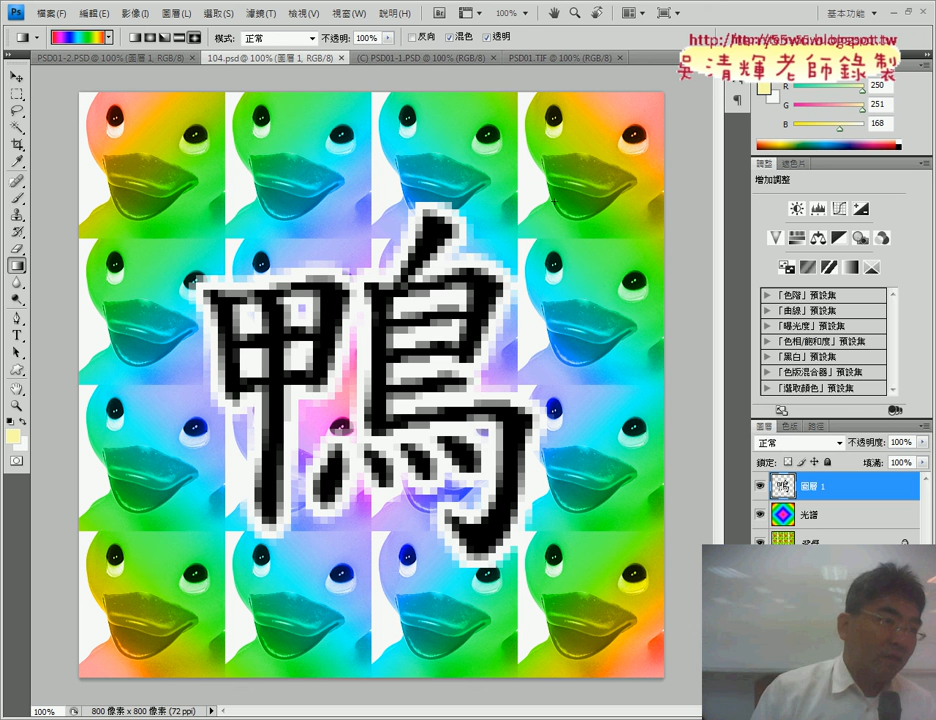 Ps 檔案(F) 編輯(E) 影像(I) 圖層(L) 選取(S) 濾鏡(T) 檢視(V) 視窗(W) 說明(H) Br 100% 基本功能
模式: 正常 不透明: 100% 反向 混色 透明
吳清輝老師錄製
PSD01-2.PSD @ 100% (圖層 1, RGB/8) 104.psd @ 100% (圖層 1, RGB/8) (C) PSD01-1.PSD @ 100% (RGB/8) PSD01.TIF @ 100% (RGB/8)
R 250
G 251
B 168
調整 遮色片
增加調整
「色階」預設集
「曲線」預設集
「曝光度」預設集
「色相/飽和度」預設集
「黑白」預設集
「色版混合器」預設集
「選取顏色」預設集
鴨
圖層 色版 路徑
正常 不透明度: 100%
鎖定: 填滿: 100%
圖層 1
光譜
100% 800 像素 x 800 像素 (72 ppi)